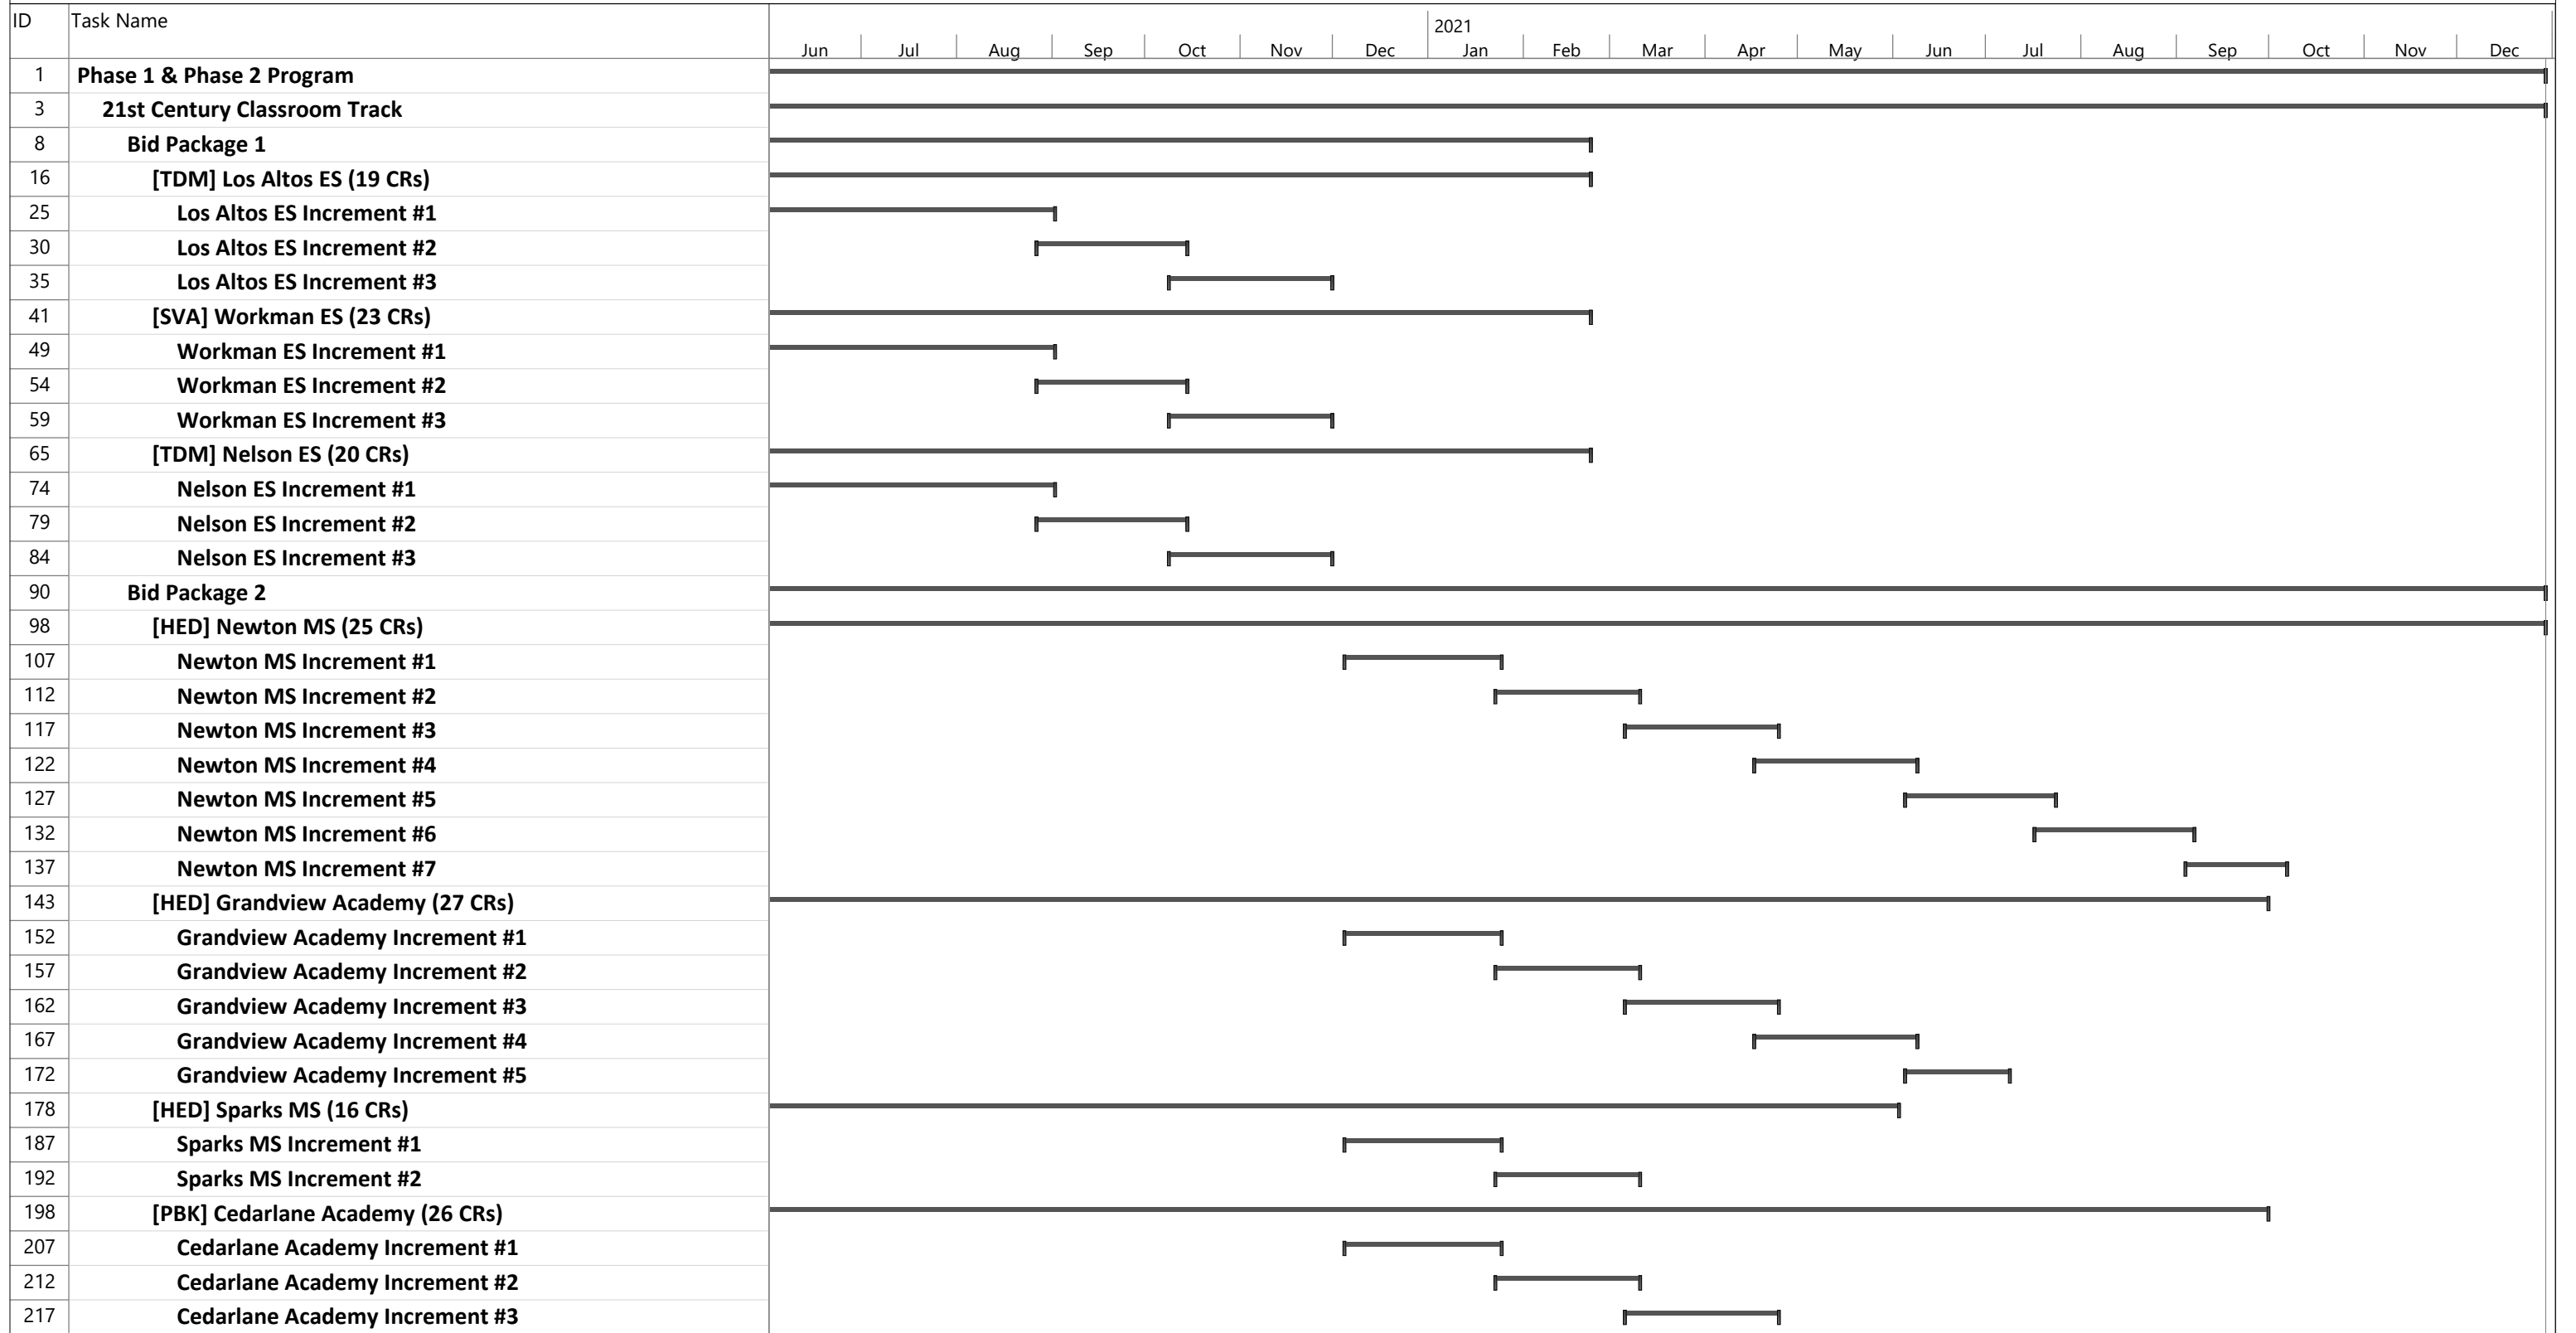 ID Task Name 2021
Jun Jul Aug Sep Oct Nov Dec Jan Feb Mar Apr May Jun Jul Aug Sep Oct Nov Dec
1 Phase 1 & Phase 2 Program
3 21st Century Classroom Track
8 Bid Package 1
16 [TDM] Los Altos ES (19 CRs)
25 Los Altos ES Increment #1
30 Los Altos ES Increment #2
35 Los Altos ES Increment #3
41 [SVA] Workman ES (23 CRs)
49 Workman ES Increment #1
54 Workman ES Increment #2
59 Workman ES Increment #3
65 [TDM] Nelson ES (20 CRs)
74 Nelson ES Increment #1
79 Nelson ES Increment #2
84 Nelson ES Increment #3
90 Bid Package 2
98 [HED] Newton MS (25 CRs)
107 Newton MS Increment #1
112 Newton MS Increment #2
117 Newton MS Increment #3
122 Newton MS Increment #4
127 Newton MS Increment #5
132 Newton MS Increment #6
137 Newton MS Increment #7
143 [HED] Grandview Academy (27 CRs)
152 Grandview Academy Increment #1
157 Grandview Academy Increment #2
162 Grandview Academy Increment #3
167 Grandview Academy Increment #4
172 Grandview Academy Increment #5
178 [HED] Sparks MS (16 CRs)
187 Sparks MS Increment #1
192 Sparks MS Increment #2
198 [PBK] Cedarlane Academy (26 CRs)
207 Cedarlane Academy Increment #1
212 Cedarlane Academy Increment #2
217 Cedarlane Academy Increment #3